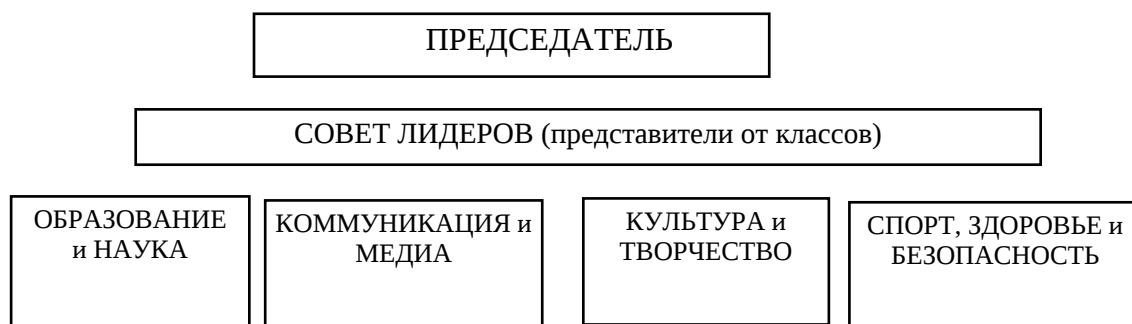 ПРЕДСЕДАТЕЛЬ
СОВЕТ ЛИДЕРОВ (представители от классов)
ОБРАЗОВАНИЕ
и НАУКА
КОММУНИКАЦИЯ и
МЕДИА
КУЛЬТУРА и
ТВОРЧЕСТВО
СПОРТ, ЗДОРОВЬЕ и
БЕЗОПАСНОСТЬ